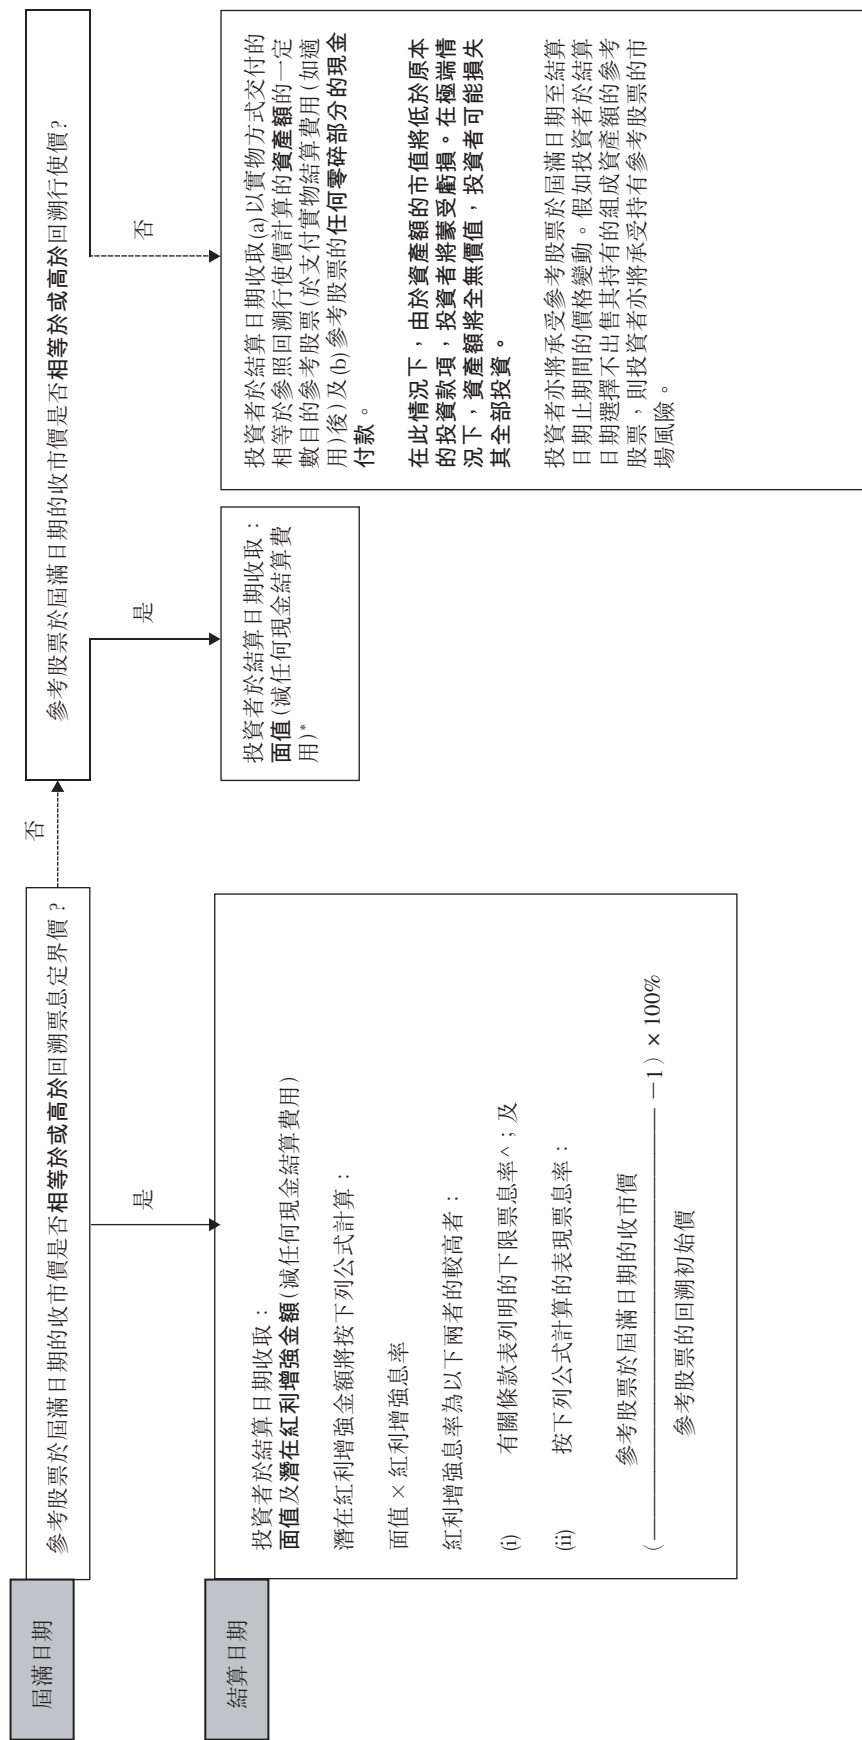 屆滿日期
參考股票於屆滿日期的收市價是否相等於或高於回溯票息定界價？
否
參考股票於屆滿日期的收市價是否相等於或高於回溯行使價？
是
是
否
結算日期
投資者於結算日期收取：
面值及潛在紅利增強金額(減任何現金結算費用)
潛在紅利增強金額將按下列公式計算：
面值 × 紅利增強息率
紅利增強息率為以下兩者的較高者：
(i) 有關條款表列明的下限票息率^；及
(ii) 按下列公式計算的表現票息率：
參考股票於屆滿日期的收市價
( −1) × 100%
參考股票的回溯初始價
投資者於結算日期收取：
面值(減任何現金結算費
用)*
投資者於結算日期收取(a)以實物方式交付的
相等於參照回溯行使價計算的資產額的一定
數目的參考股票(於支付實物結算費用(如適
用)後)及(b)參考股票的任何零碎部分的現金
付款。
在此情況下，由於資產額的市值將低於原本
的投資款項，投資者將蒙受虧損。在極端情
況下，資產額將全無價值，投資者可能損失
其全部投資。
投資者亦將承受參考股票於屆滿日期至結算
日期止期間的價格變動。假如投資者於結算
日期選擇不出售其持有的組成資產額的參考
股票，則投資者亦將承受持有參考股票的市
場風險。